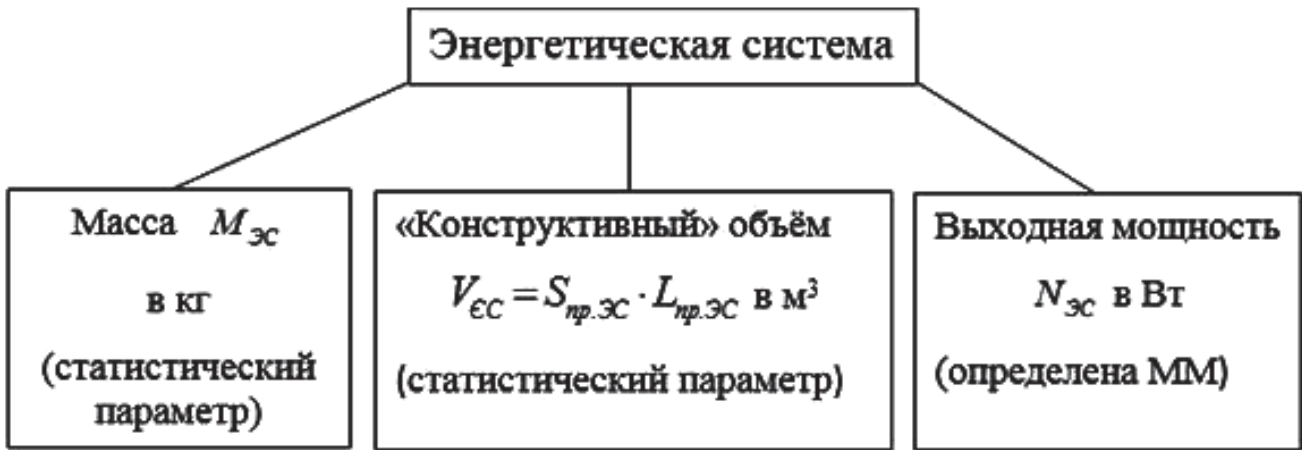 Энергетическая система
Масса M_ЭС
в кг
(статистический
параметр)
«Конструктивный» объём
V_ЄС = S_пр.ЭС · L_пр.ЭС в м³
(статистический параметр)
Выходная мощность
N_ЭС в Вт
(определена ММ)